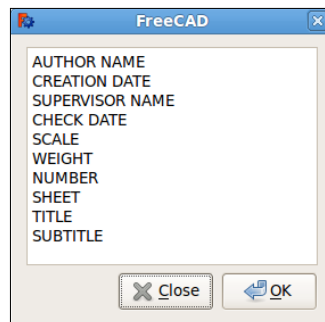 FreeCAD
AUTHOR NAME
CREATION DATE
SUPERVISOR NAME
CHECK DATE
SCALE
WEIGHT
NUMBER
SHEET
TITLE
SUBTITLE
Close
OK